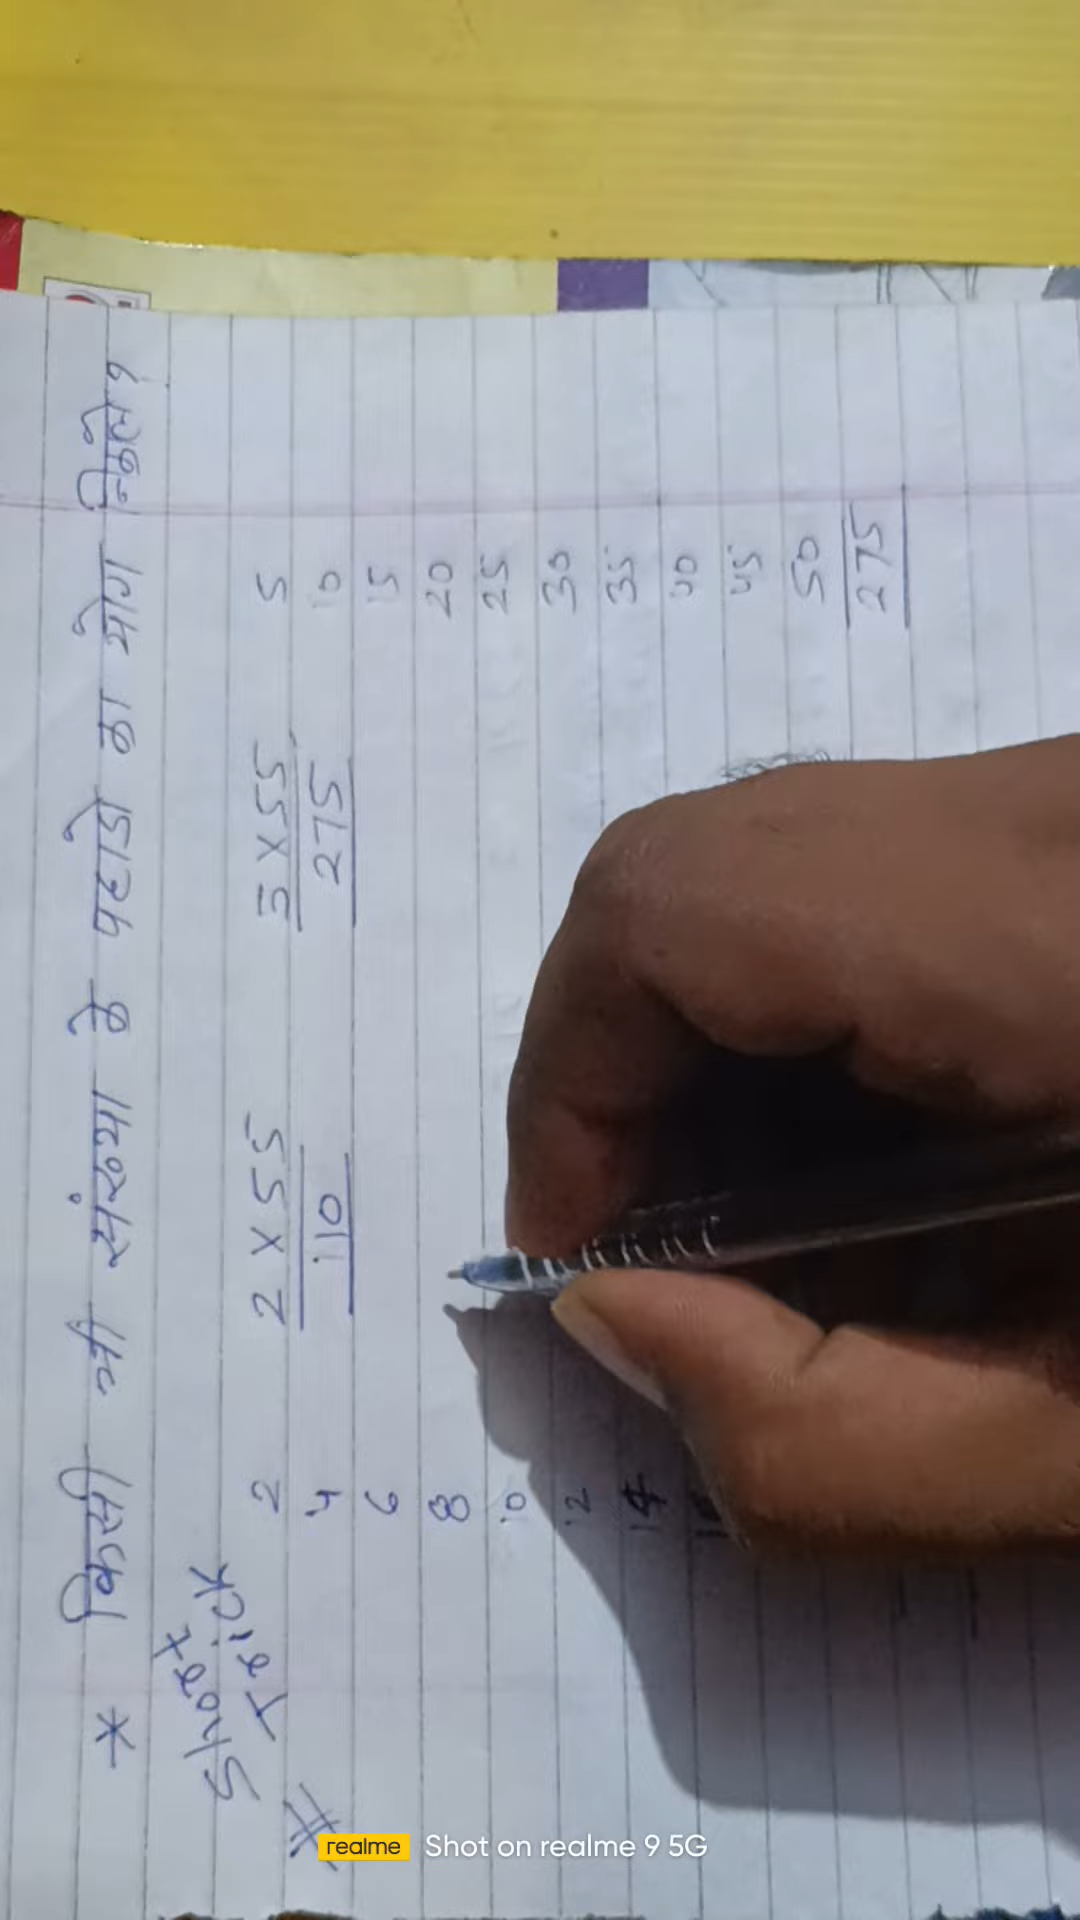 * किसी भी संख्या के पहाडे का योग निकाले ?
# Short Trick
2 2 x 55 5 x 55 5
4 110 275 10
6 15
8 20
10 25
12 30
14 35
40
45
50
275
realme Shot on realme 9 5G